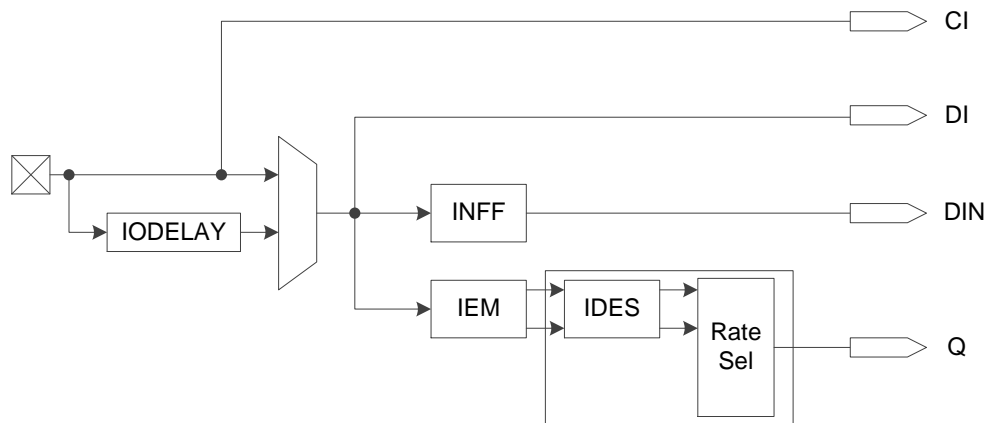 CI
DI
IODELAY
INFF
DIN
IEM
IDES
Rate
Sel
Q